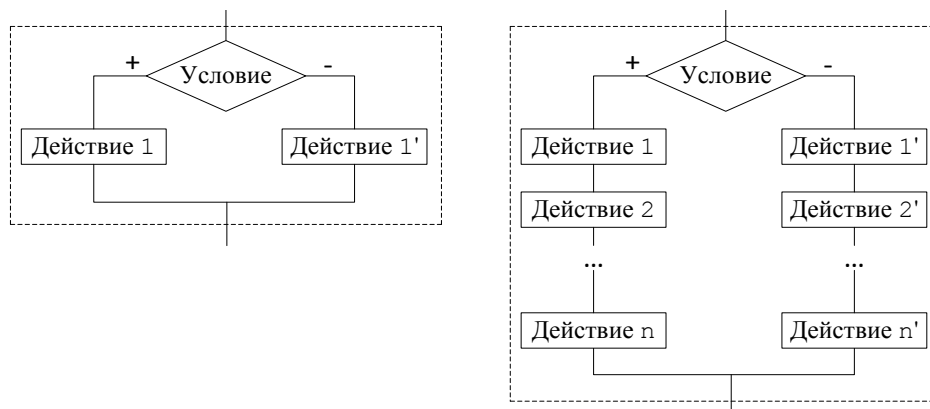 Условие
+ -
Действие 1 Действие 1'
Условие
+ -
Действие 1 Действие 1'
Действие 2 Действие 2'
... ...
Действие n Действие n'